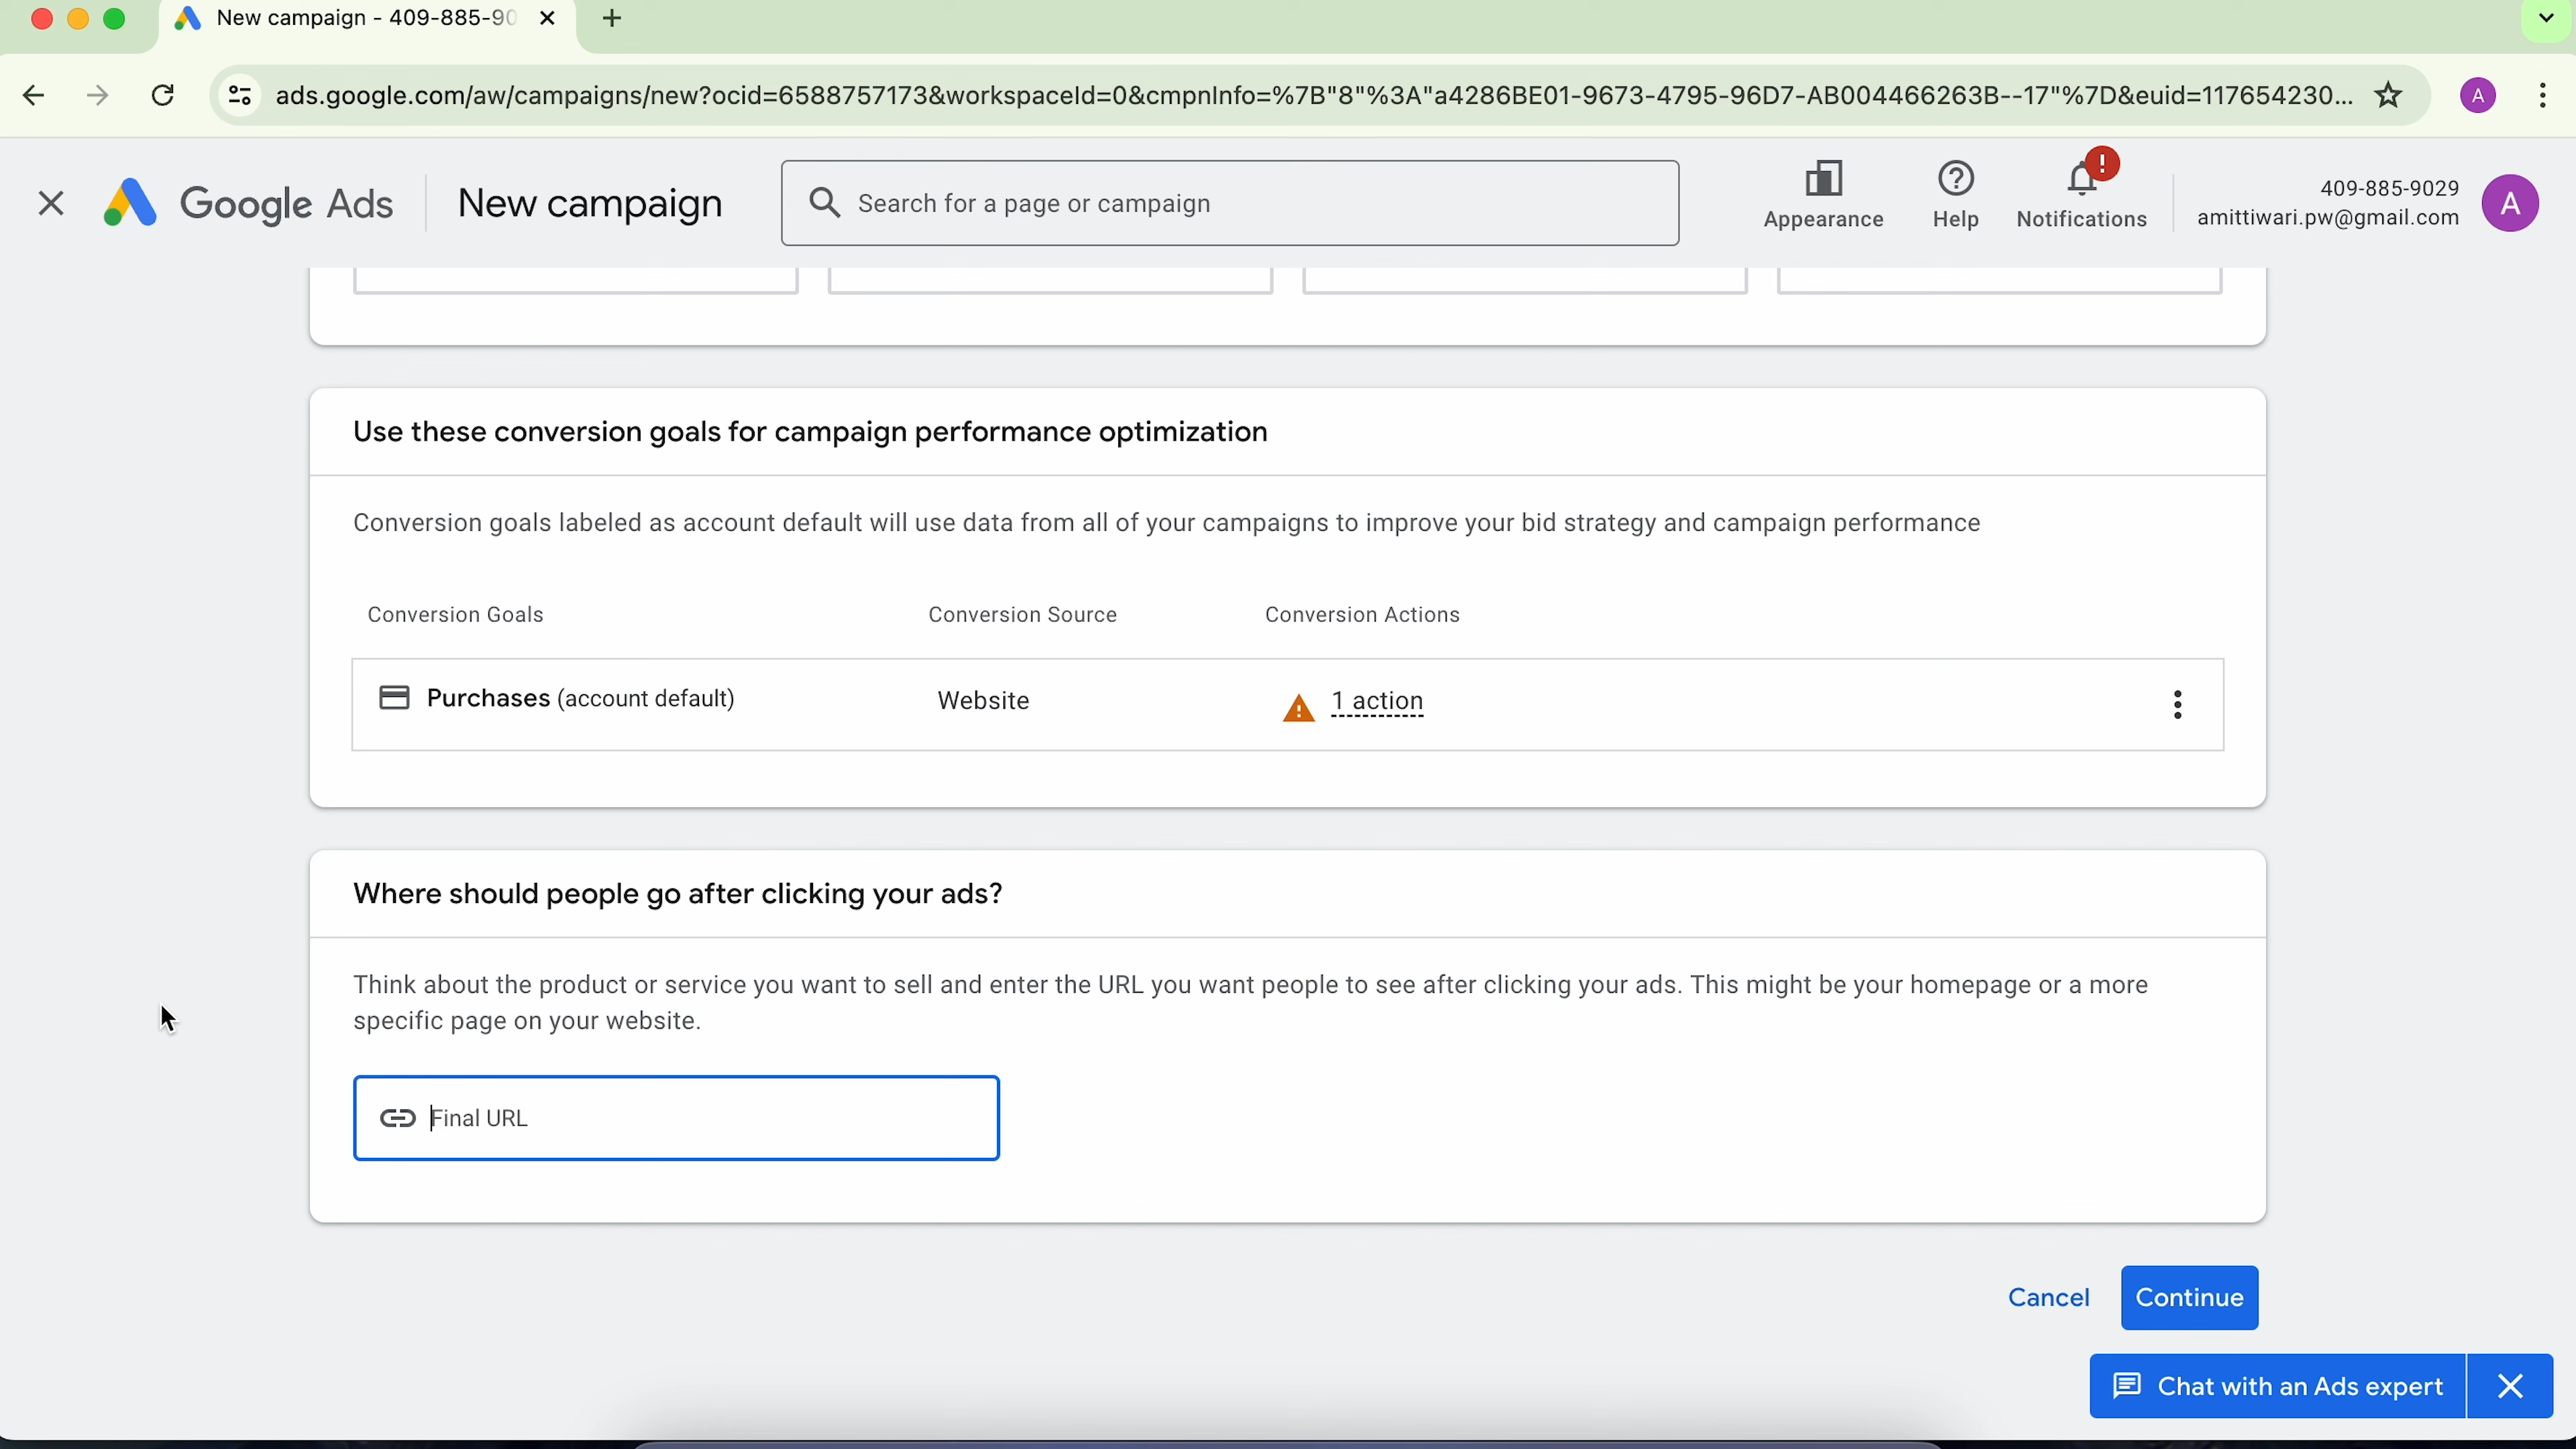 New campaign - 409-885-90
ads.google.com/aw/campaigns/new?ocid=6588757173&workspaceId=0&cmpnInfo=%7B"8"%3A"a4286BE01-9673-4795-96D7-AB004466263B--17"%7D&euid=117654230...
A
Google Ads
New campaign
Search for a page or campaign
Appearance
Help
Notifications
409-885-9029
amittiwari.pw@gmail.com
A
Use these conversion goals for campaign performance optimization
Conversion goals labeled as account default will use data from all of your campaigns to improve your bid strategy and campaign performance
Conversion Goals Conversion Source Conversion Actions
Purchases (account default) Website 1 action
Where should people go after clicking your ads?
Think about the product or service you want to sell and enter the URL you want people to see after clicking your ads. This might be your homepage or a more
specific page on your website.
Final URL
Cancel Continue
Chat with an Ads expert